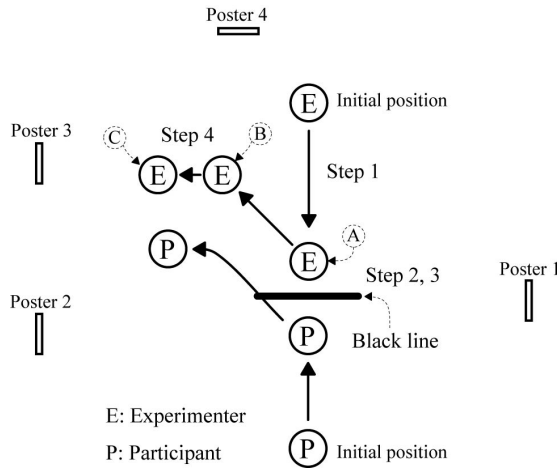 Poster 4
E Initial position
Poster 3
C Step 4 B
E E
Step 1
A
P E
Step 2, 3
Poster 1
Poster 2
P
Black line
E: Experimenter
P: Participant
P Initial position